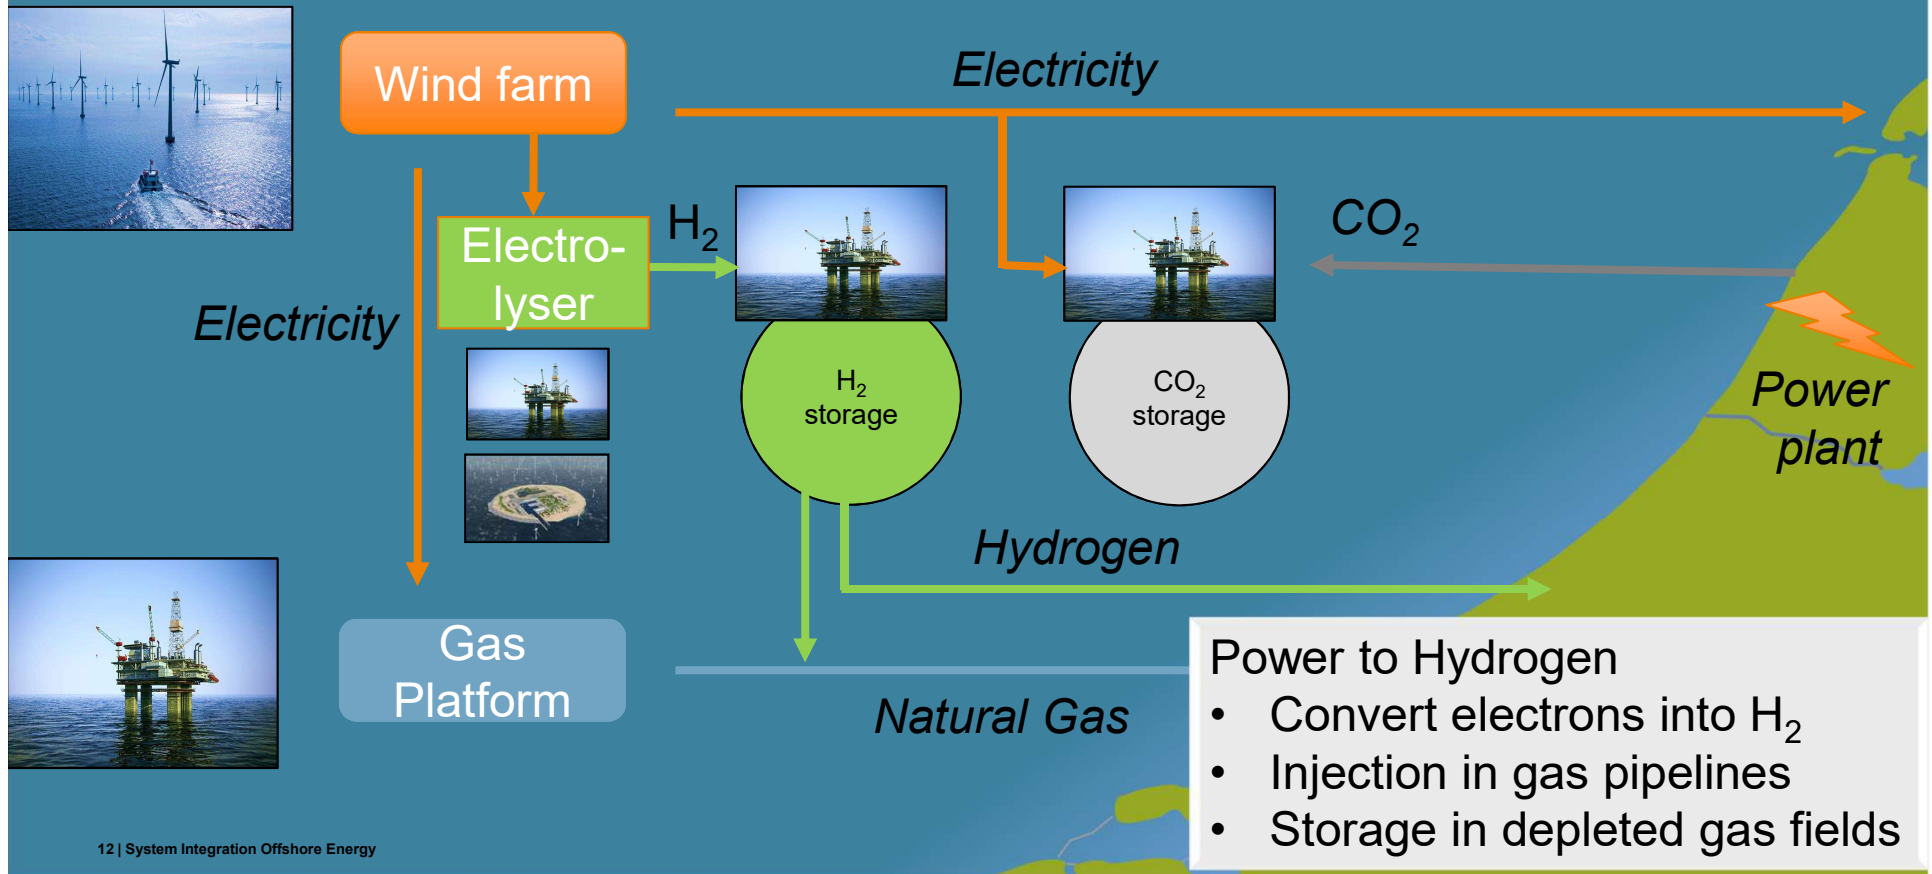 Wind farm
Electricity
Electro-
lyser
H₂
CO₂
Electricity
H₂
storage
CO₂
storage
Power
plant
Hydrogen
Gas
Platform
Natural Gas
Power to Hydrogen
• Convert electrons into H₂
• Injection in gas pipelines
• Storage in depleted gas fields
12 | System Integration Offshore Energy